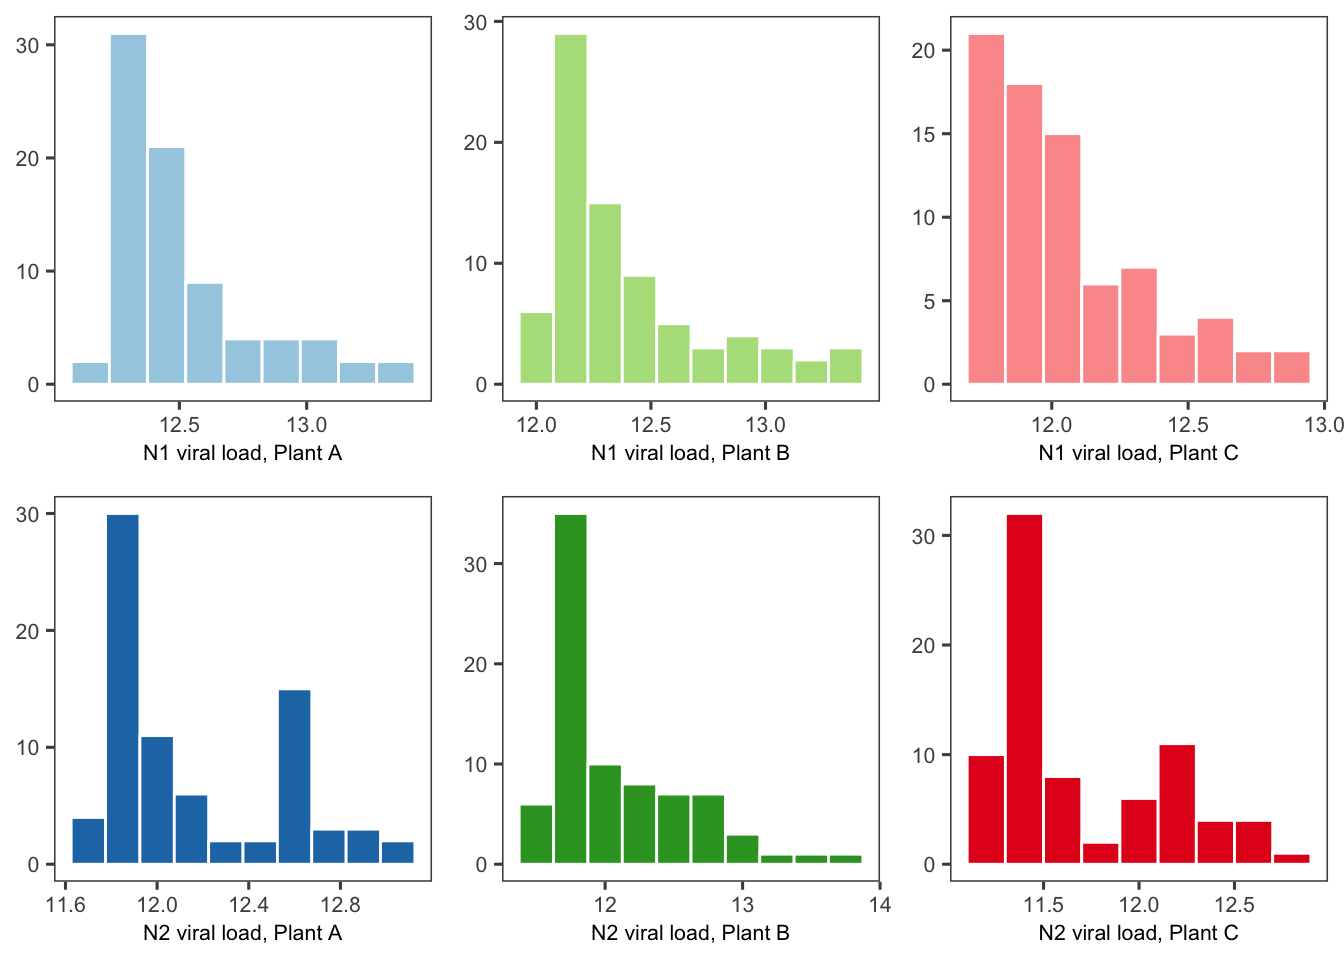 30
20
10
0
12.5 13.0
N1 viral load, Plant A
30
20
10
0
12.0 12.5 13.0
N1 viral load, Plant B
20
15
10
5
0
12.0 12.5 13.0
N1 viral load, Plant C
30
20
10
0
11.6 12.0 12.4 12.8
N2 viral load, Plant A
30
20
10
0
12 13 14
N2 viral load, Plant B
30
20
10
0
11.5 12.0 12.5
N2 viral load, Plant C